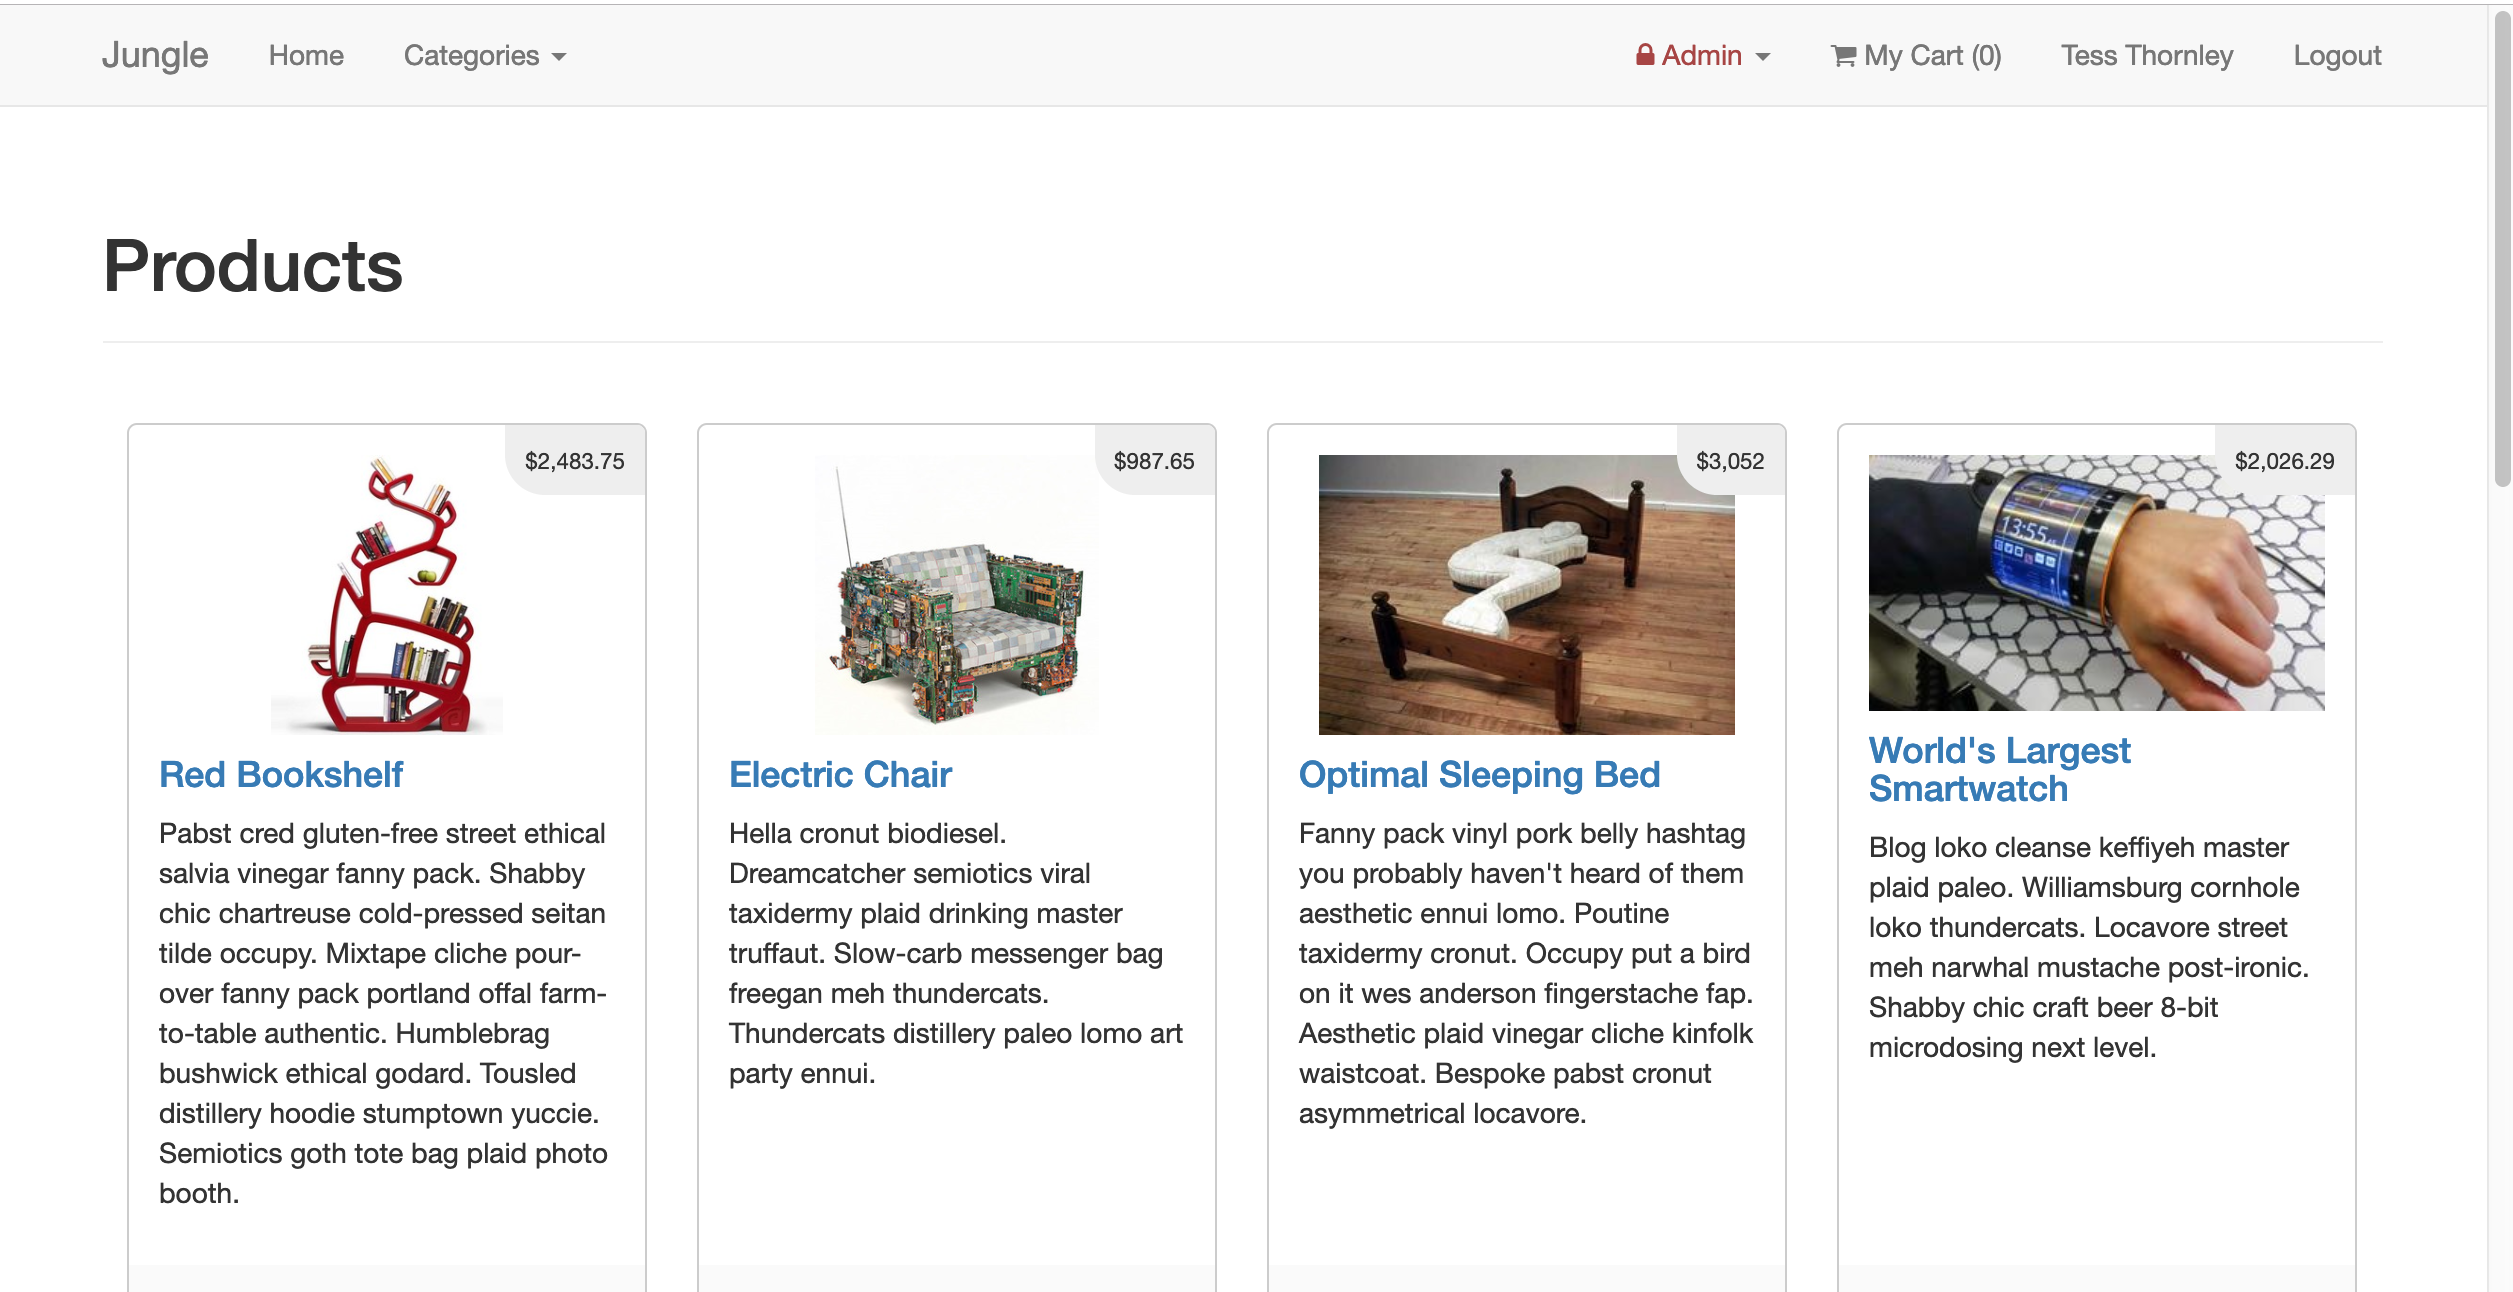 Jungle Home Categories Admin My Cart (0) Tess Thornley Logout
Products
$2,483.75
Red Bookshelf
Pabst cred gluten-free street ethical
salvia vinegar fanny pack. Shabby
chic chartreuse cold-pressed seitan
tilde occupy. Mixtape cliche pour-
over fanny pack portland offal farm-
to-table authentic. Humblebrag
bushwick ethical godard. Tousled
distillery hoodie stumptown yuccie.
Semiotics goth tote bag plaid photo
booth.
$987.65
Electric Chair
Hella cronut biodiesel.
Dreamcatcher semiotics viral
taxidermy plaid drinking master
truffaut. Slow-carb messenger bag
freegan meh thundercats.
Thundercats distillery paleo lomo art
party ennui.
$3,052
Optimal Sleeping Bed
Fanny pack vinyl pork belly hashtag
you probably haven't heard of them
aesthetic ennui lomo. Poutine
taxidermy cronut. Occupy put a bird
on it wes anderson fingerstache fap.
Aesthetic plaid vinegar cliche kinfolk
waistcoat. Bespoke pabst cronut
asymmetrical locavore.
$2,026.29
13:55
World's Largest
Smartwatch
Blog loko cleanse keffiyeh master
plaid paleo. Williamsburg cornhole
loko thundercats. Locavore street
meh narwhal mustache post-ironic.
Shabby chic craft beer 8-bit
microdosing next level.